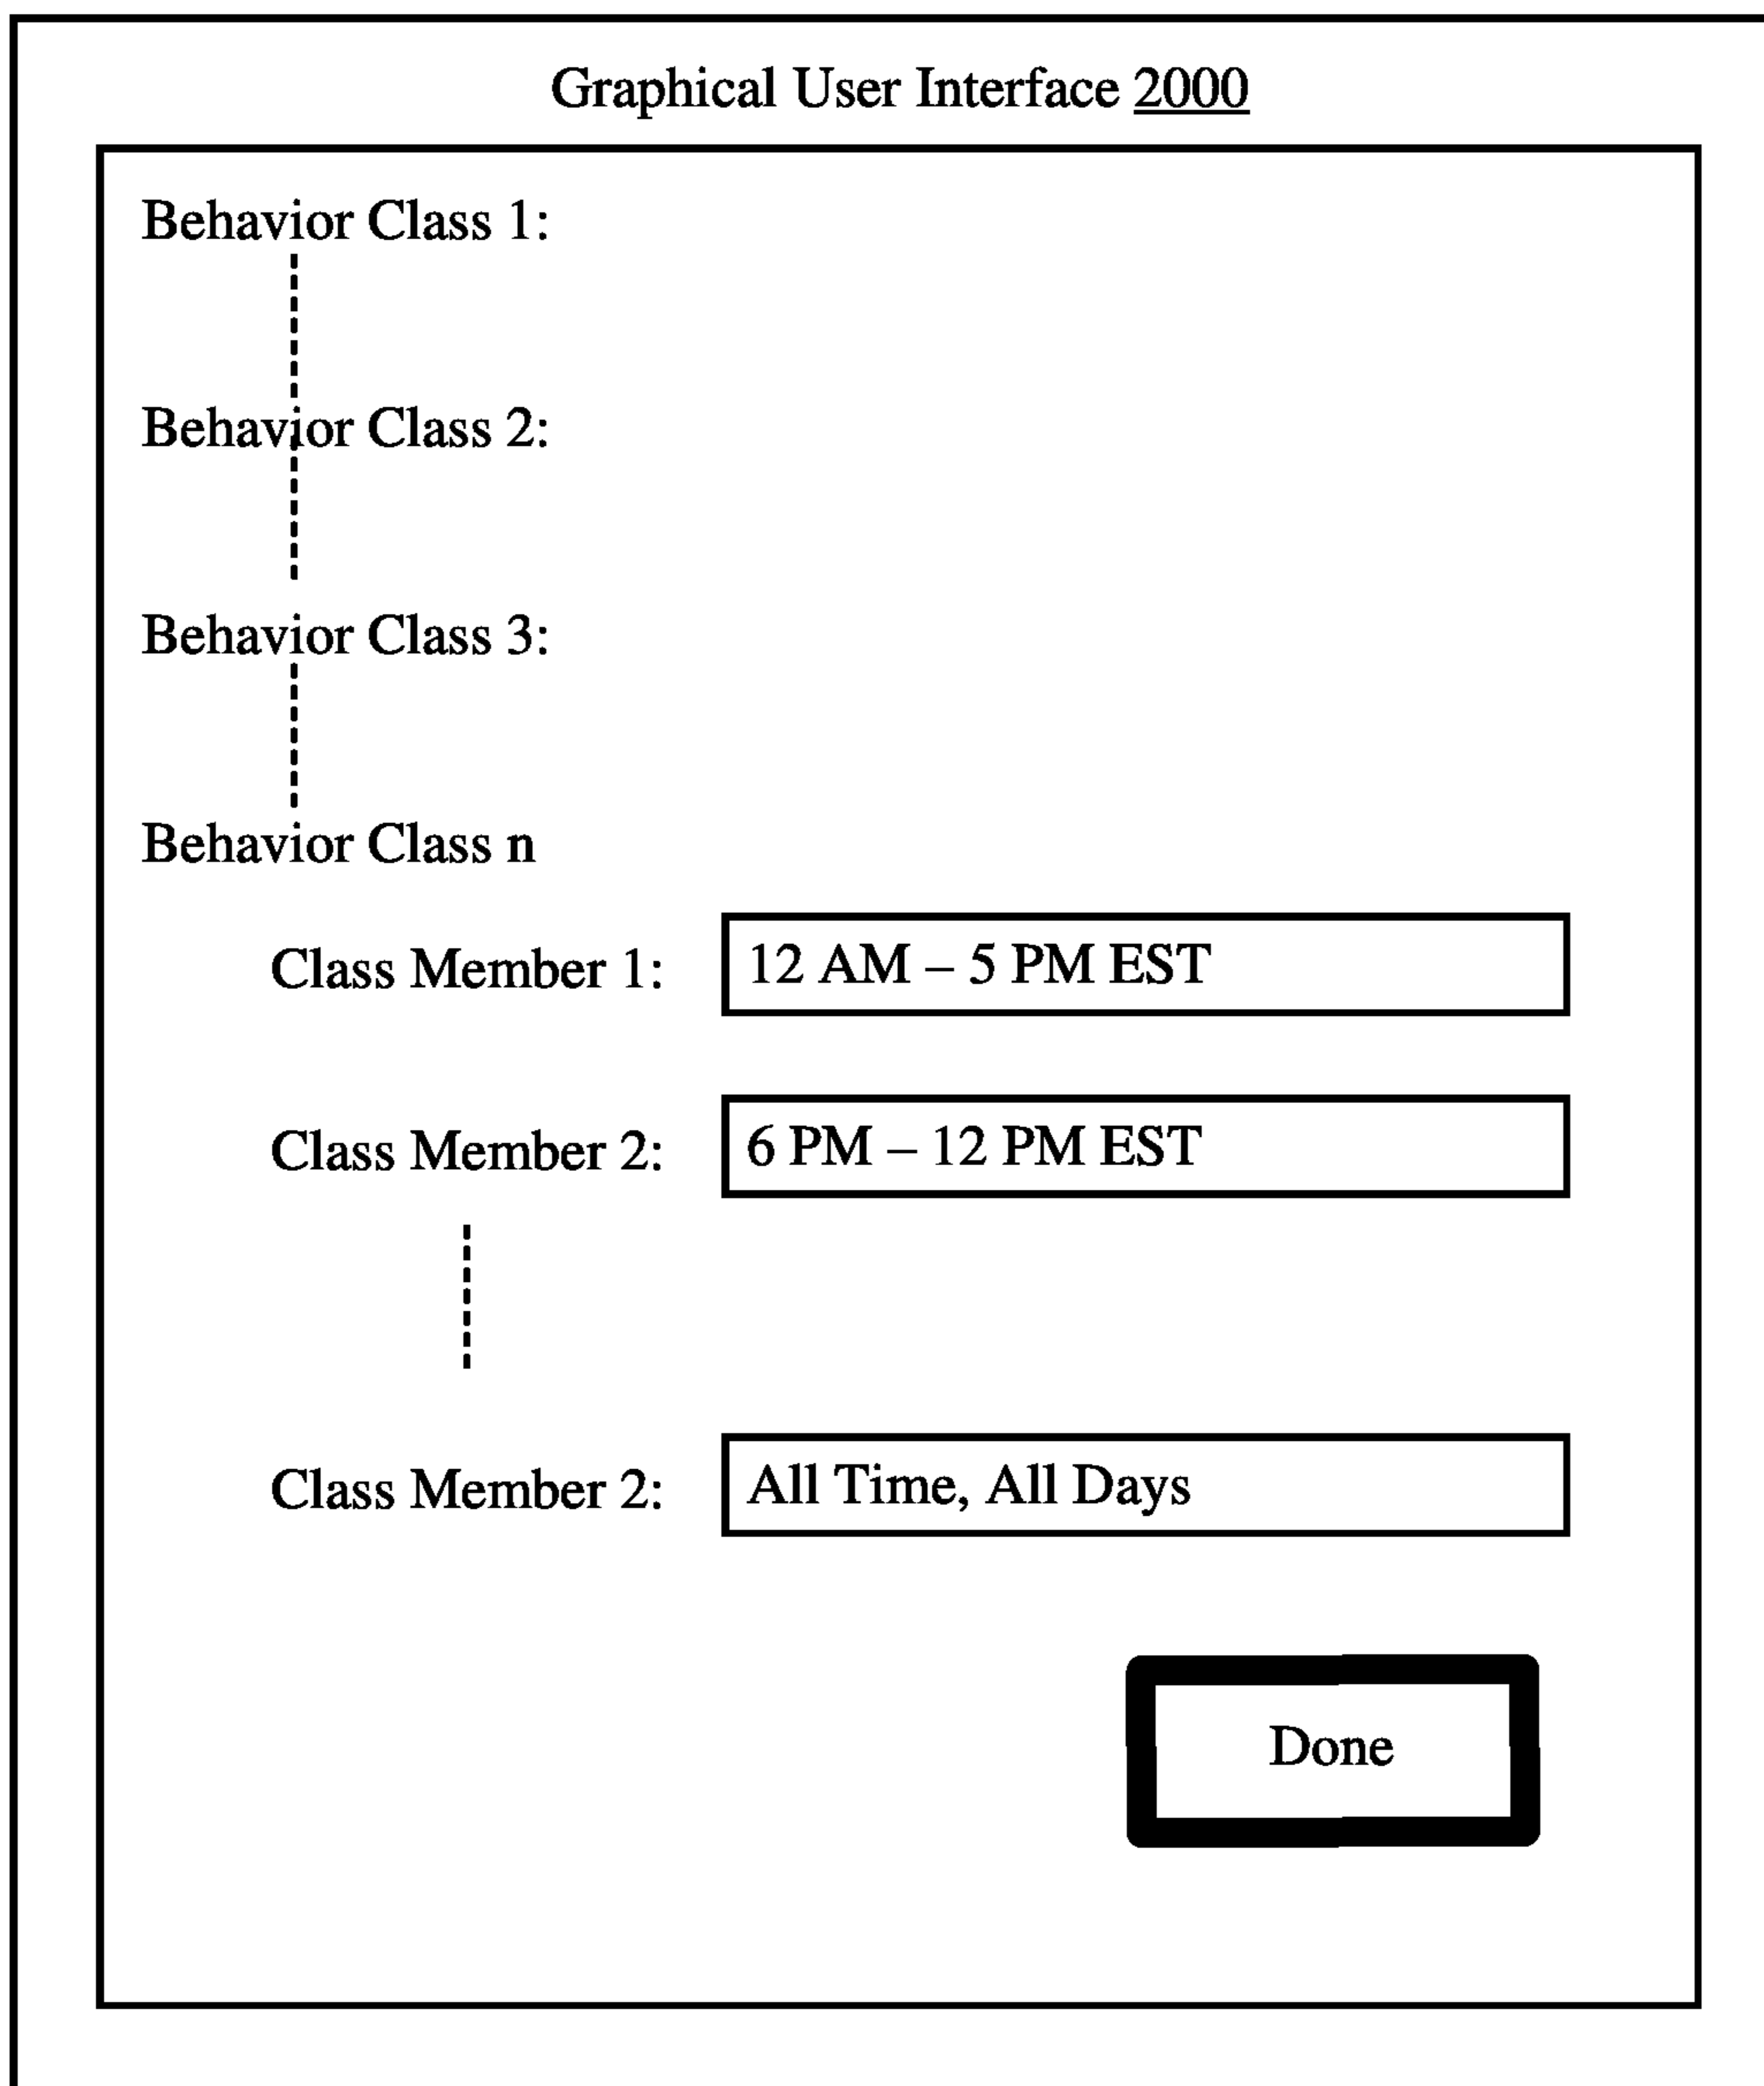 Graphical User Interface 2000
Behavior Class 1:
Behavior Class 2:
Behavior Class 3:
Behavior Class n
Class Member 1: 12 AM – 5 PM EST
Class Member 2: 6 PM – 12 PM EST
Class Member 2: All Time, All Days
Done